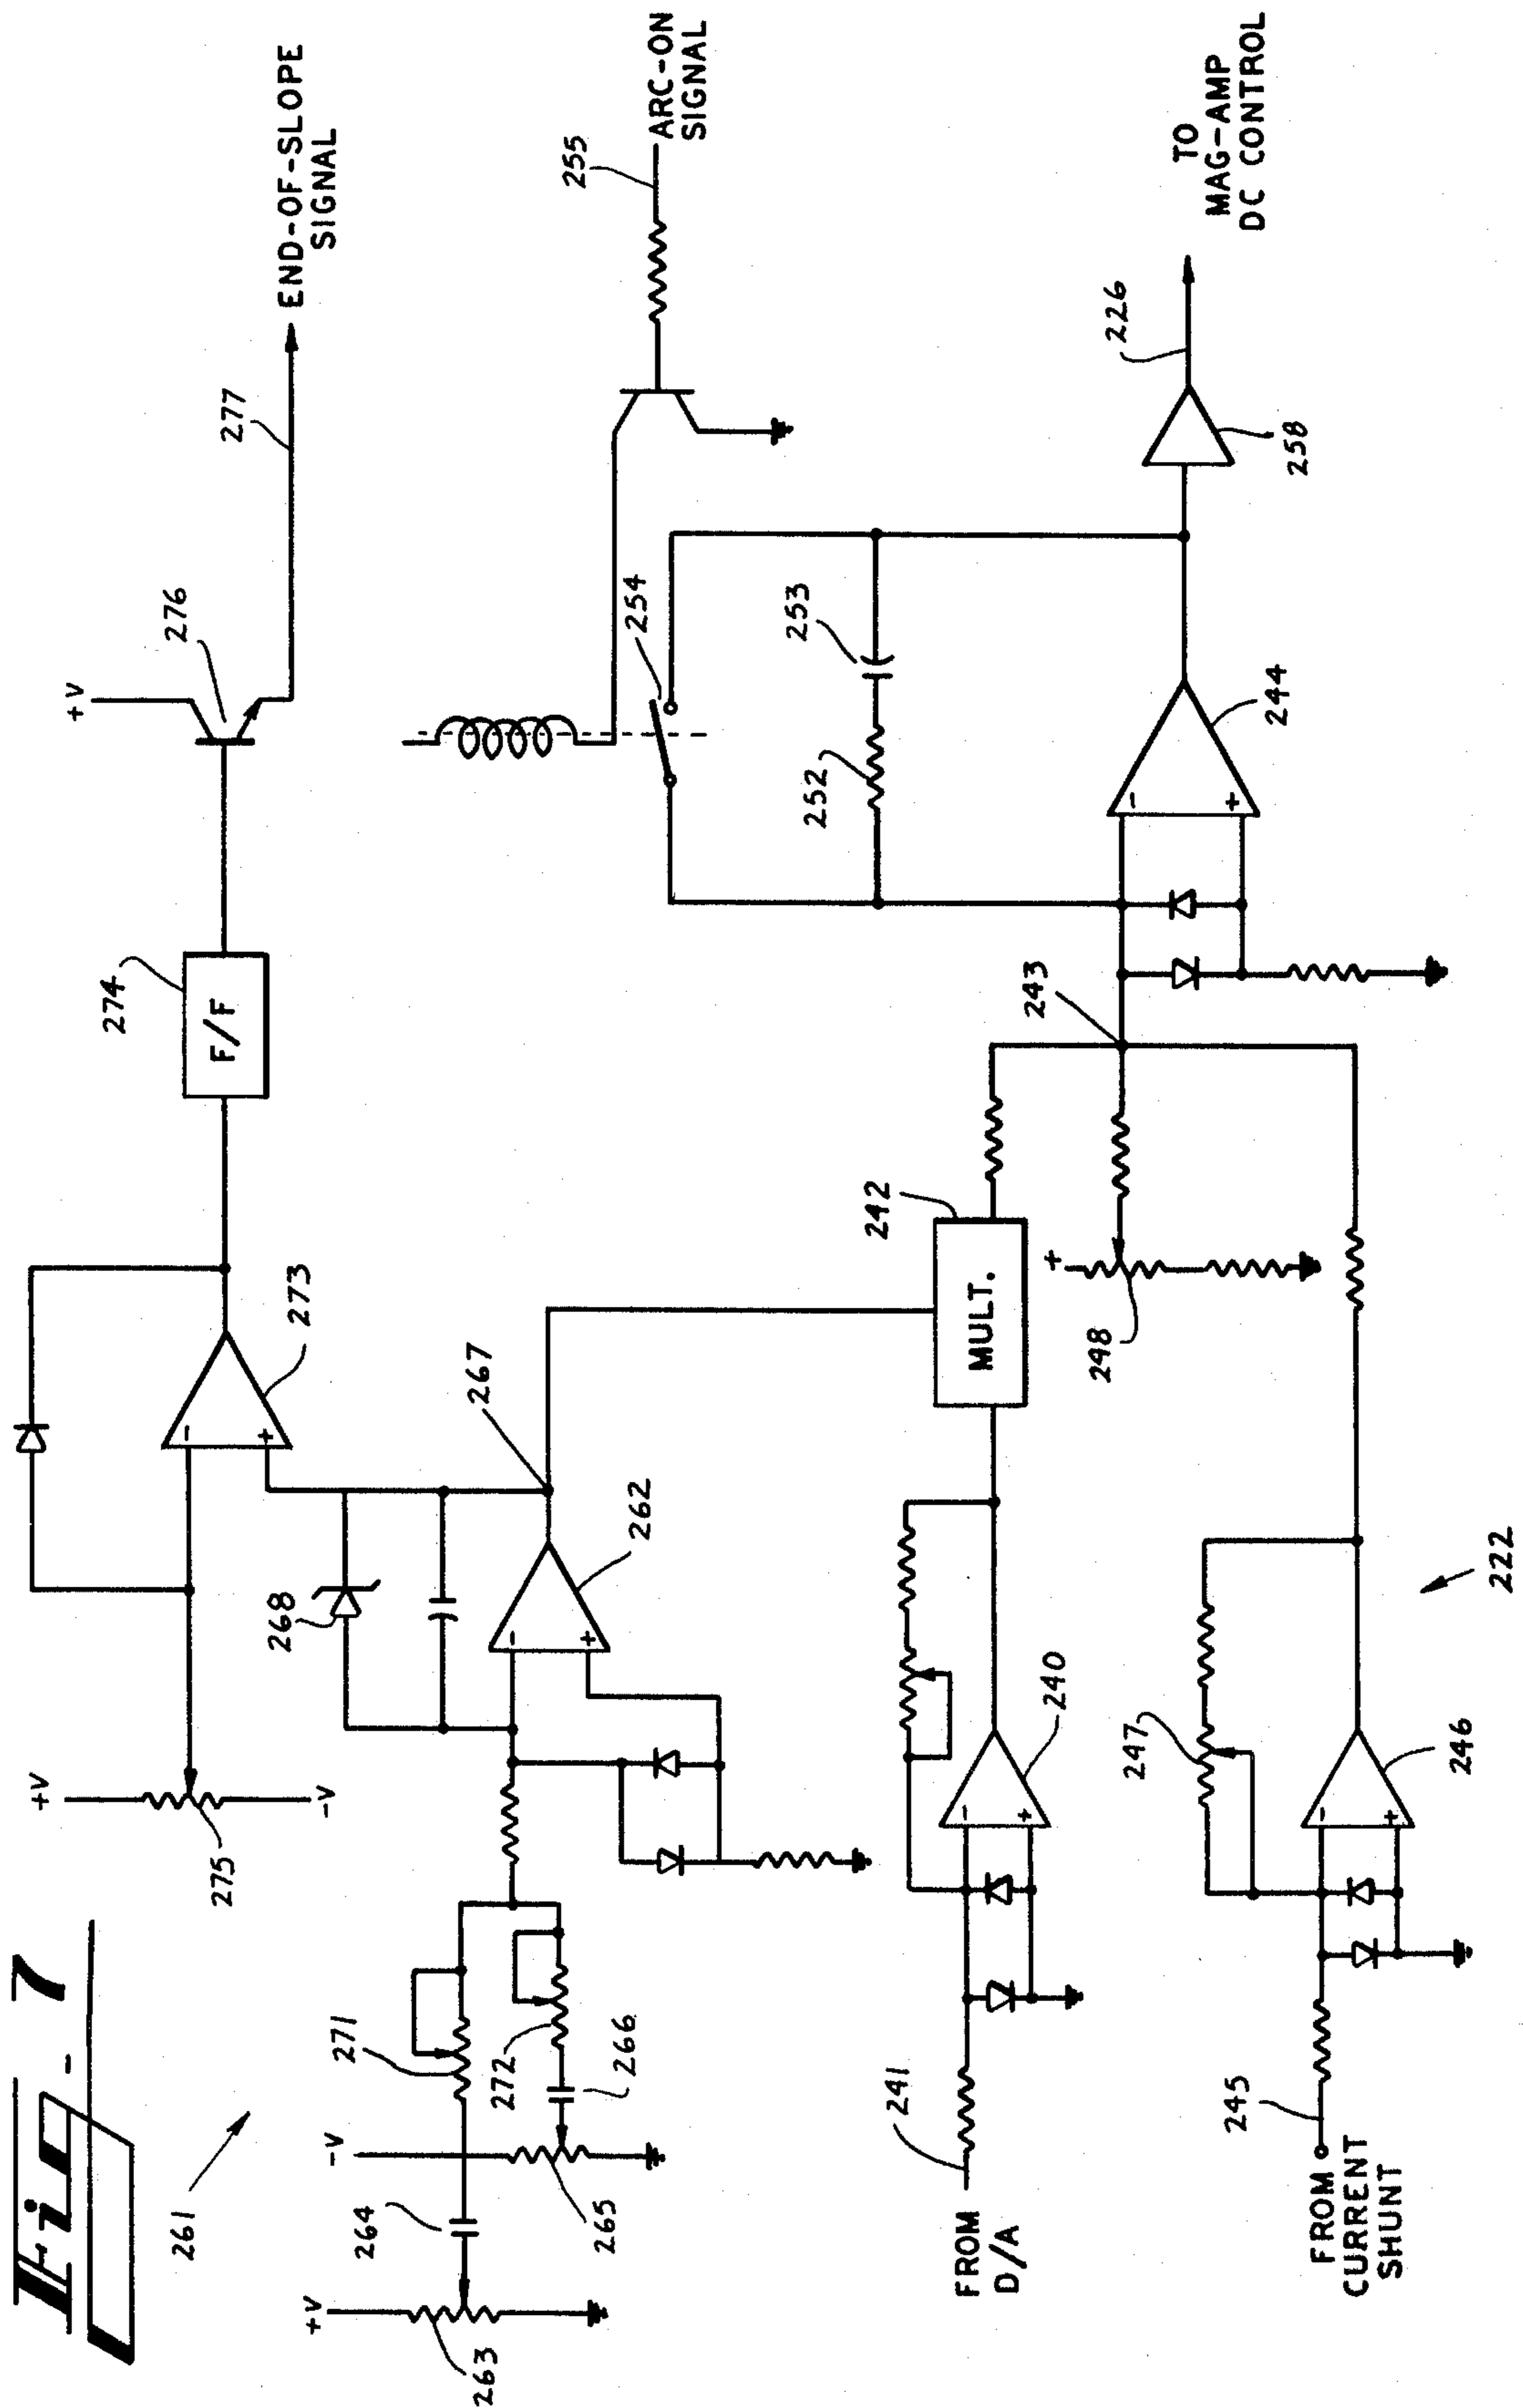 Fig. 7
261
+V
275
-V
273
274
F/F
+V
276
277
END-OF-SLOPE
SIGNAL
268
267
-
+
262
-
+
+V
263
264
-V
265
271
272
266
254
255
ARC-ON
SIGNAL
252
253
242
MULT.
243
+
248
-
+
244
258
226
TO
MAG-AMP
DC CONTROL
FROM
D/A
241
-
+
240
FROM
CURRENT
SHUNT
245
247
-
+
246
222